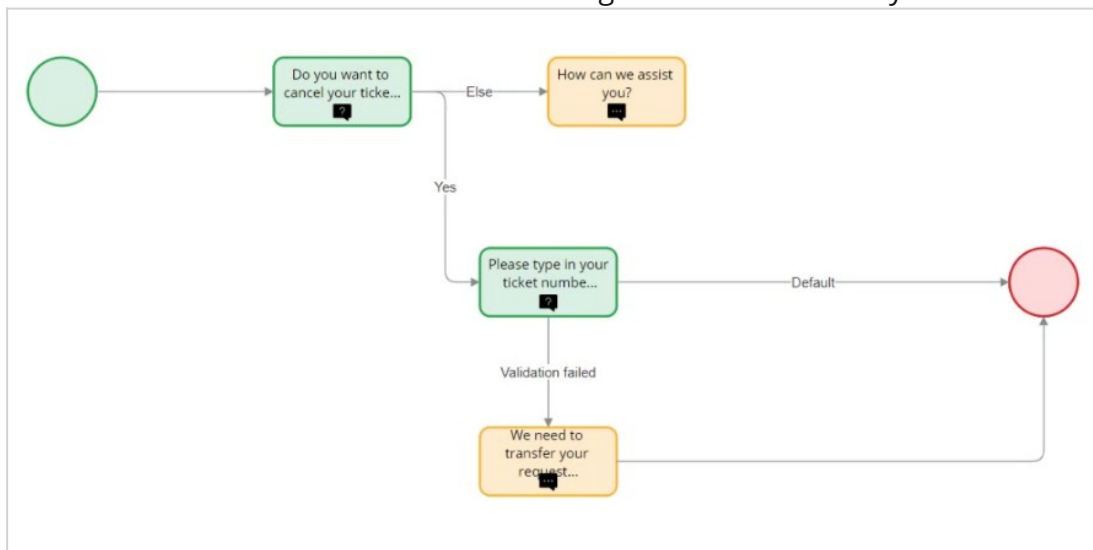 Do you want to
cancel your ticke...
Else
How can we assist
you?
Yes
Please type in your
ticket numbe...
Default
Validation failed
We need to
transfer your
request...